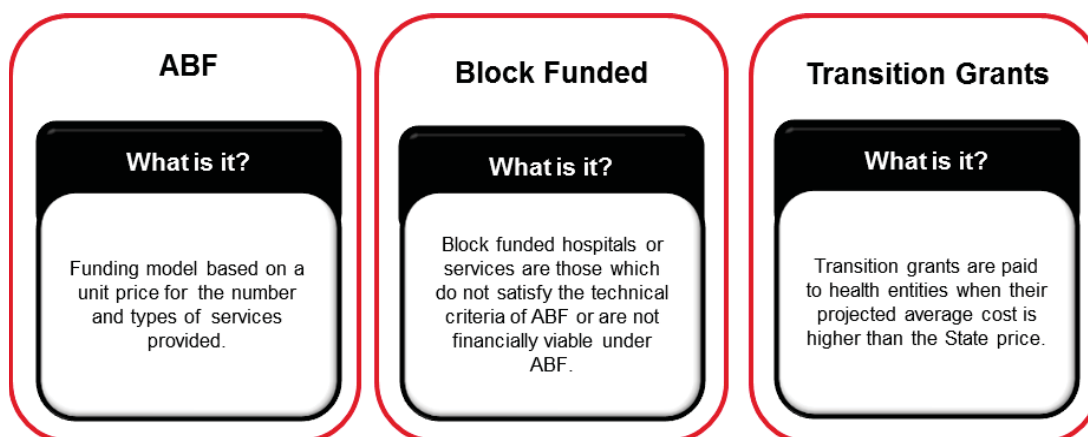 ABF
What is it?
Funding model based on a
unit price for the number
and types of services
provided.
Block Funded
What is it?
Block funded hospitals or
services are those which
do not satisfy the technical
criteria of ABF or are not
financially viable under
ABF.
Transition Grants
What is it?
Transition grants are paid
to health entities when their
projected average cost is
higher than the State price.